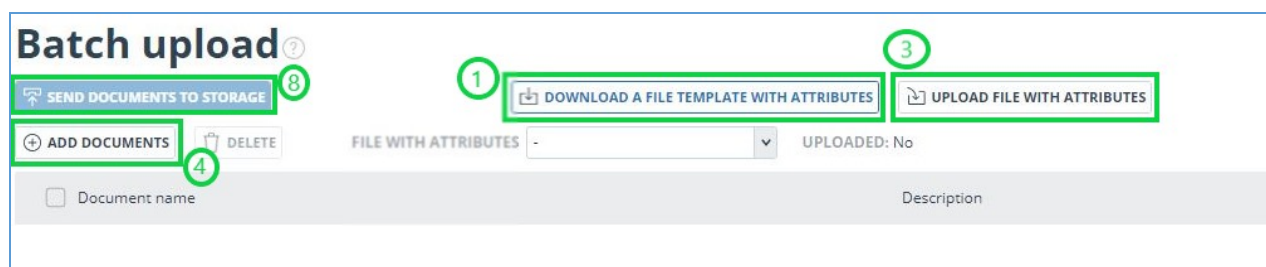 Batch upload ?
3
SEND DOCUMENTS TO STORAGE 8 1 DOWNLOAD A FILE TEMPLATE WITH ATTRIBUTES UPLOAD FILE WITH ATTRIBUTES
ADD DOCUMENTS DELETE FILE WITH ATTRIBUTES - UPLOADED: No
4
Document name Description